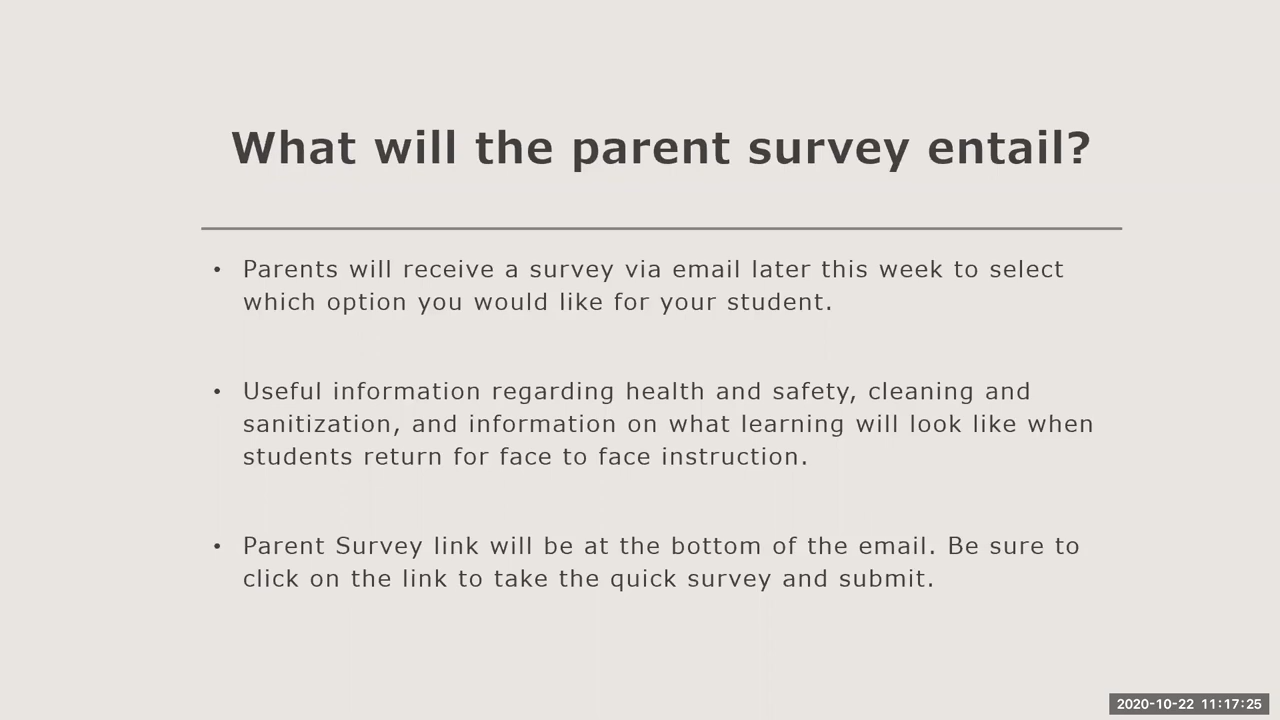 What will the parent survey entail?
• Parents will receive a survey via email later this week to select
which option you would like for your student.
• Useful information regarding health and safety, cleaning and
sanitization, and information on what learning will look like when
students return for face to face instruction.
• Parent Survey link will be at the bottom of the email. Be sure to
click on the link to take the quick survey and submit.
2020-10-22 11:17:25